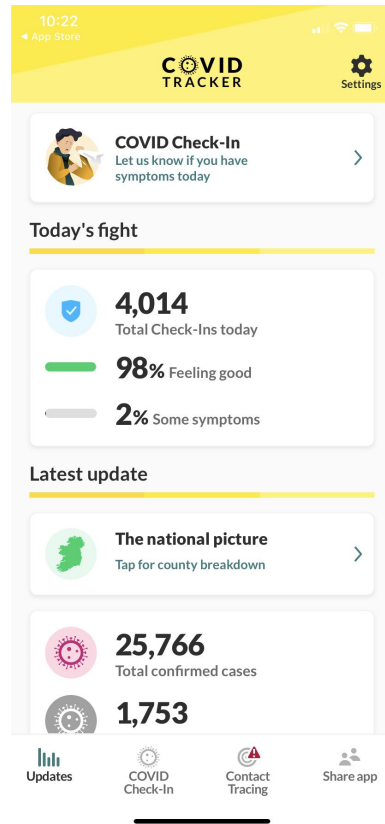 10:22
◀ App Store
COVID
TRACKER
Settings
COVID Check-In
Let us know if you have
symptoms today
Today's fight
4,014
Total Check-Ins today
98% Feeling good
2% Some symptoms
Latest update
The national picture
Tap for county breakdown
25,766
Total confirmed cases
1,753
Updates
COVID
Check-In
Contact
Tracing
Share app